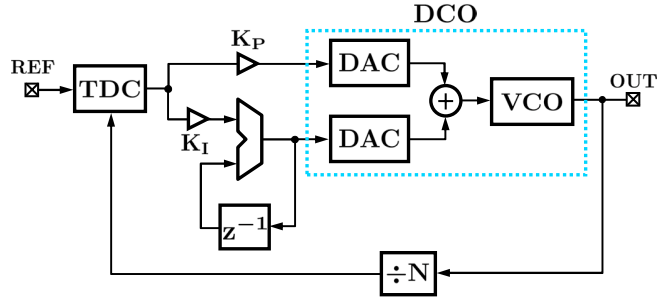 DCO
K_P
REF
TDC
DAC
OUT
VCO
+
K_I
DAC
z^{-1}
÷N